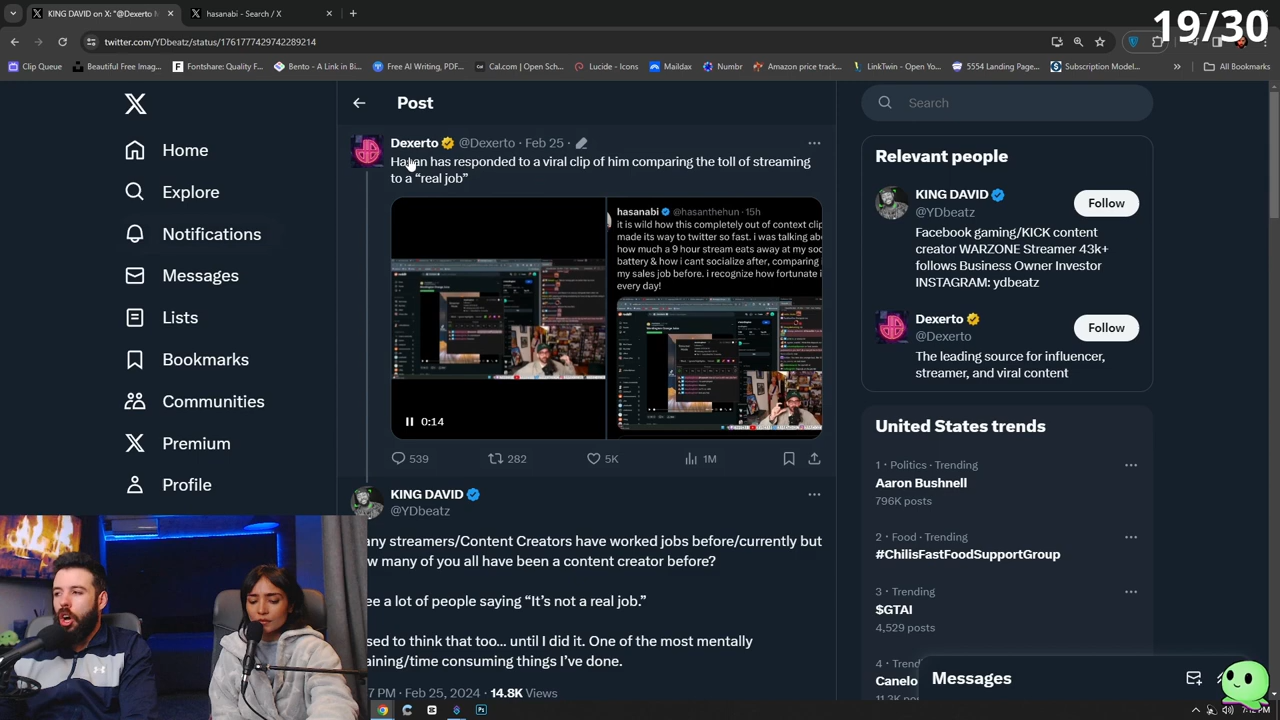 KING DAVID on X: "@Dexerto
hasanabi - Search / X
19/30
twitter.com/YDbeatz/status/1761777429742289214
Clip Queue
Beautiful Free Imag...
Fontshare: Quality F...
Bento - A Link in Bi...
Free AI Writing, PDF...
Cal.com | Open Sch...
Lucide - Icons
Maildax
Numbr
Amazon price track...
LinkTwin - Open Yo...
5554 Landing Page...
Subscription Model...
All Bookmarks
Home
Explore
Notifications
Messages
Lists
Bookmarks
Communities
Premium
Profile
Post
Dexerto @Dexerto · Feb 25
Hasan has responded to a viral clip of him comparing the toll of streaming
to a “real job”
0:14
hasanabi @hasanthehun · 15h
it is wild how this completely out of context clip
made its way to twitter so fast. i was talking
how much a 9 hour stream eats away at my
battery & how i cant socialize after, comparing
my sales job before. i recognize how fortunate i
every day!
539
282
5K
1M
KING DAVID
@YDbeatz
any streamers/Content Creators have worked jobs before/currently but
many of you all have been a content creator before?
a lot of people saying “It’s not a real job.”
to think that too... until I did it. One of the most mentally
things I’ve done.
PM · Feb 25, 2024 · 14.8K Views
Search
Relevant people
KING DAVID
@YDbeatz
Follow
Facebook gaming/KICK content
creator WARZONE Streamer 43k+
follows Business Owner Investor
INSTAGRAM: ydbeatz
Dexerto
@Dexerto
Follow
The leading source for influencer,
streamer, and viral content
United States trends
1 · Politics · Trending
Aaron Bushnell
796K posts
2 · Food · Trending
#ChilisFastFoodSupportGroup
3 · Trending
$GTAI
4,529 posts
Canelo
Messages